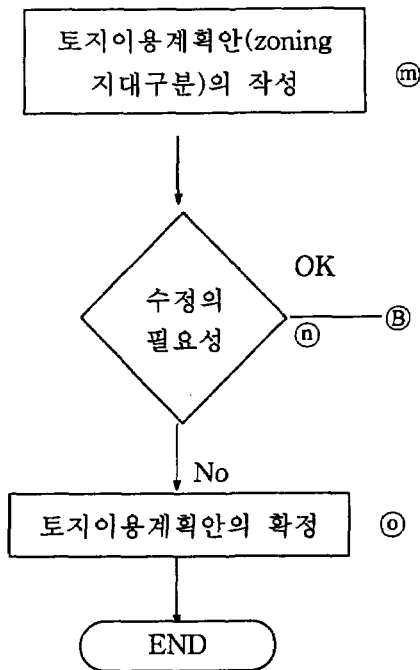 토지이용계획안(zoning
지대구분)의 작성
ⓜ
OK
수정의
필요성
ⓝ
Ⓑ
No
토지이용계획안의 확정
ⓞ
END